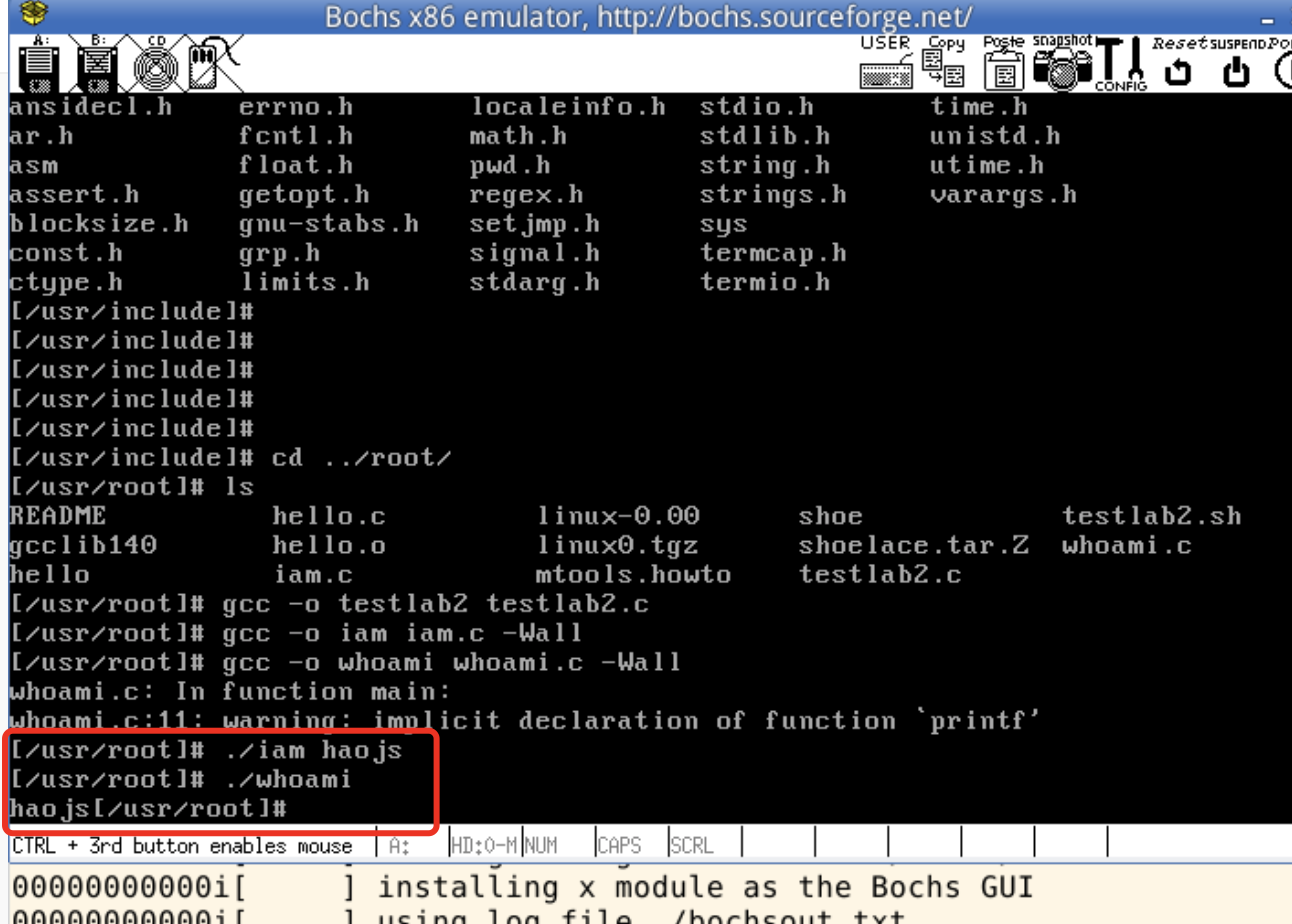 Bochs x86 emulator, http://bochs.sourceforge.net/
A: B: CD USER Copy Paste snapshot CONFIG Reset SUSPEND
ansidecl.h errno.h localeinfo.h stdio.h time.h
ar.h fcntl.h math.h stdlib.h unistd.h
asm float.h pwd.h string.h utime.h
assert.h getopt.h regex.h strings.h varargs.h
blocksize.h gnu-stabs.h setjmp.h sys
const.h grp.h signal.h termcap.h
ctype.h limits.h stdarg.h termio.h
[/usr/include]#
[/usr/include]#
[/usr/include]#
[/usr/include]#
[/usr/include]#
[/usr/include]# cd ../root/
[/usr/root]# ls
README hello.c linux-0.00 shoe testlab2.sh
gcclib140 hello.o linux0.tgz shoelace.tar.Z whoami.c
hello iam.c mtools.howto testlab2.c
[/usr/root]# gcc -o testlab2 testlab2.c
[/usr/root]# gcc -o iam iam.c -Wall
[/usr/root]# gcc -o whoami whoami.c -Wall
whoami.c: In function main:
whoami.c:11: warning: implicit declaration of function `printf'
[/usr/root]# ./iam haojs
[/usr/root]# ./whoami
haojs[/usr/root]#
CTRL + 3rd button enables mouse A: HD:0-M NUM CAPS SCRL
00000000000i[ ] installing x module as the Bochs GUI
00000000000i[ ] using log file ./bochsout.txt